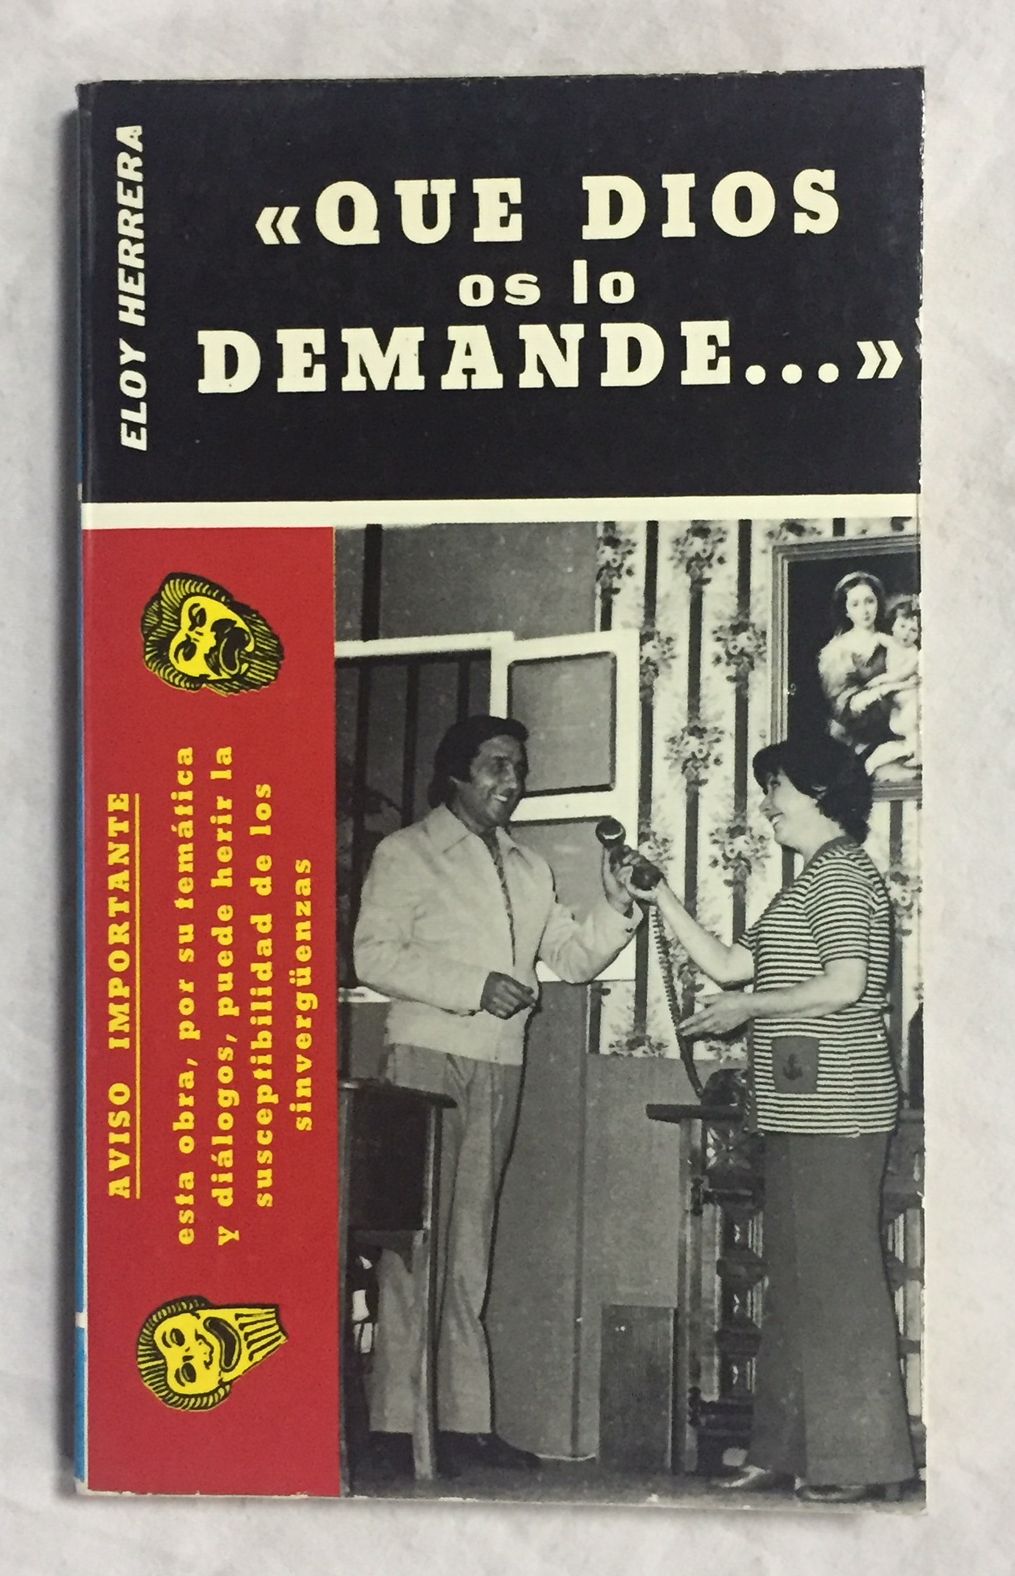 ELOY HERRERA
«QUE DIOS
os lo
DEMANDE...»
AVISO IMPORTANTE
esta obra, por su temática
y diálogos, puede herir la
susceptibilidad de los
sinvergüenzas